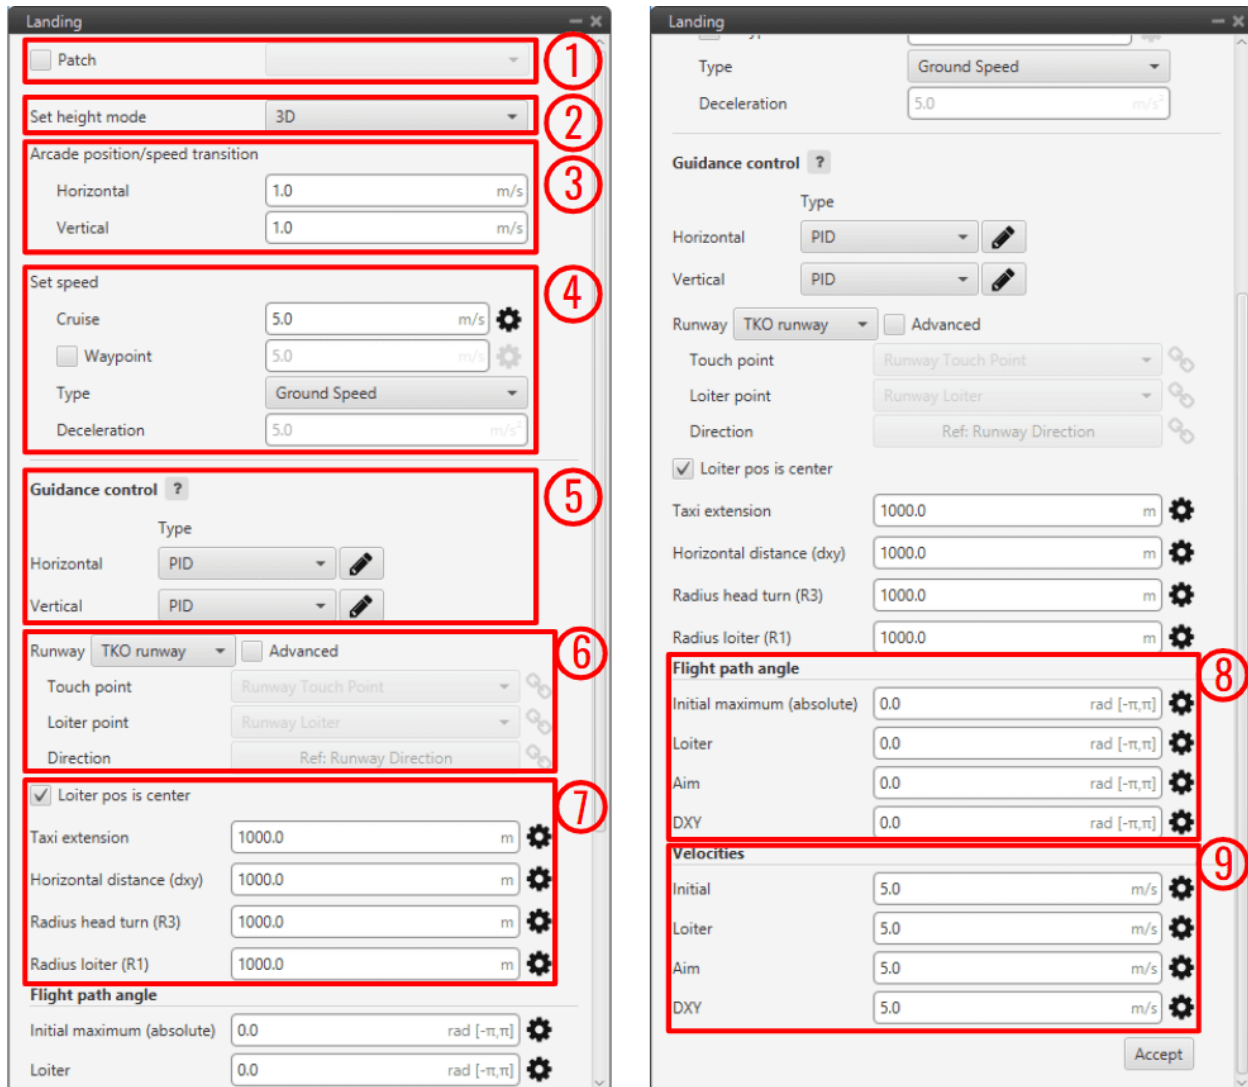 Landing
Patch
1
Set height mode 3D
2
Arcade position/speed transition
3
Horizontal 1.0 m/s
Vertical 1.0 m/s
Set speed
4
Cruise 5.0 m/s
Waypoint 5.0 m/s
Type Ground Speed
Deceleration 5.0 m/s²
Guidance control ?
5
Type
Horizontal PID
Vertical PID
Runway TKO runway Advanced
6
Touch point Runway Touch Point
Loiter point Runway Loiter
Direction Ref: Runway Direction
Loiter pos is center
7
Taxi extension 1000.0 m
Horizontal distance (dxy) 1000.0 m
Radius head turn (R3) 1000.0 m
Radius loiter (R1) 1000.0 m
Flight path angle
Initial maximum (absolute) 0.0 rad [-π,π]
Loiter 0.0 rad [-π,π]
Landing
Type Ground Speed
Deceleration 5.0 m/s²
Guidance control ?
Type
Horizontal PID
Vertical PID
Runway TKO runway Advanced
Touch point Runway Touch Point
Loiter point Runway Loiter
Direction Ref: Runway Direction
Loiter pos is center
Taxi extension 1000.0 m
Horizontal distance (dxy) 1000.0 m
Radius head turn (R3) 1000.0 m
Radius loiter (R1) 1000.0 m
Flight path angle
8
Initial maximum (absolute) 0.0 rad [-π,π]
Loiter 0.0 rad [-π,π]
Aim 0.0 rad [-π,π]
DXY 0.0 rad [-π,π]
Velocities
9
Initial 5.0 m/s
Loiter 5.0 m/s
Aim 5.0 m/s
DXY 5.0 m/s
Accept